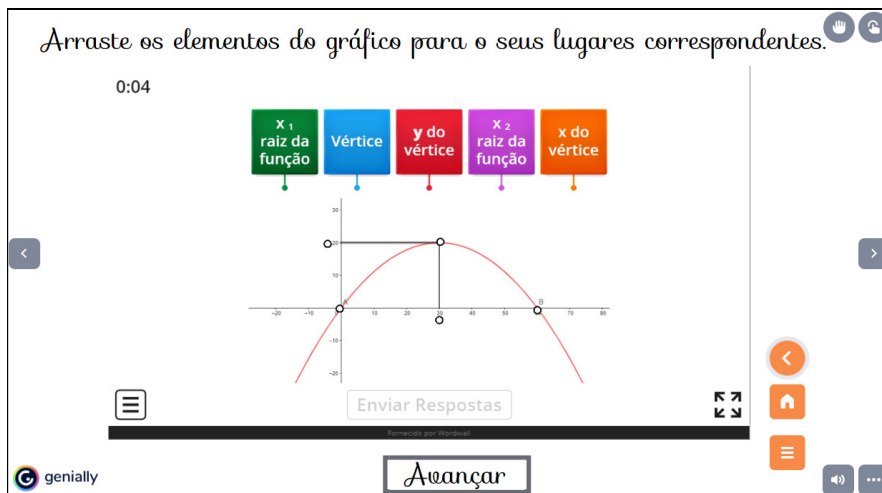 Arraste os elementos do gráfico para o seus lugares correspondentes.
0:04
x 1
raiz da
função
Vértice
y do
vértice
x 2
raiz da
função
x do
vértice
30
20
10
-10
-20
-20
-10
10
20
30
40
50
70
80
A
B
Enviar Respostas
Fornecido por Wordwall
Avançar
genially